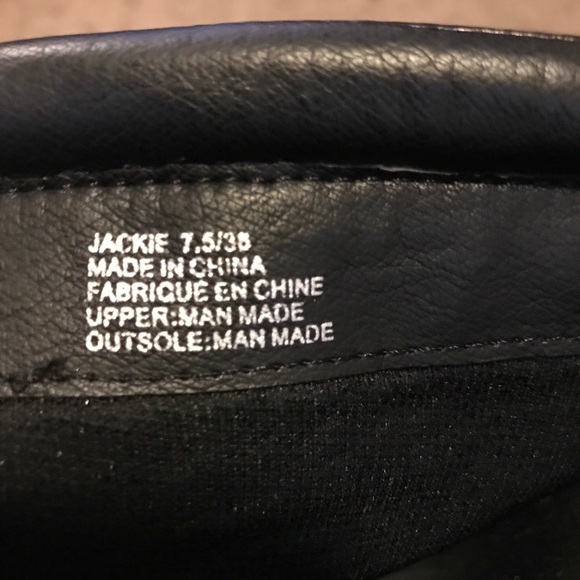 JACKIE 7.5/38
MADE IN CHINA
FABRIQUÉ EN CHINE
UPPER:MAN MADE
OUTSOLE:MAN MADE